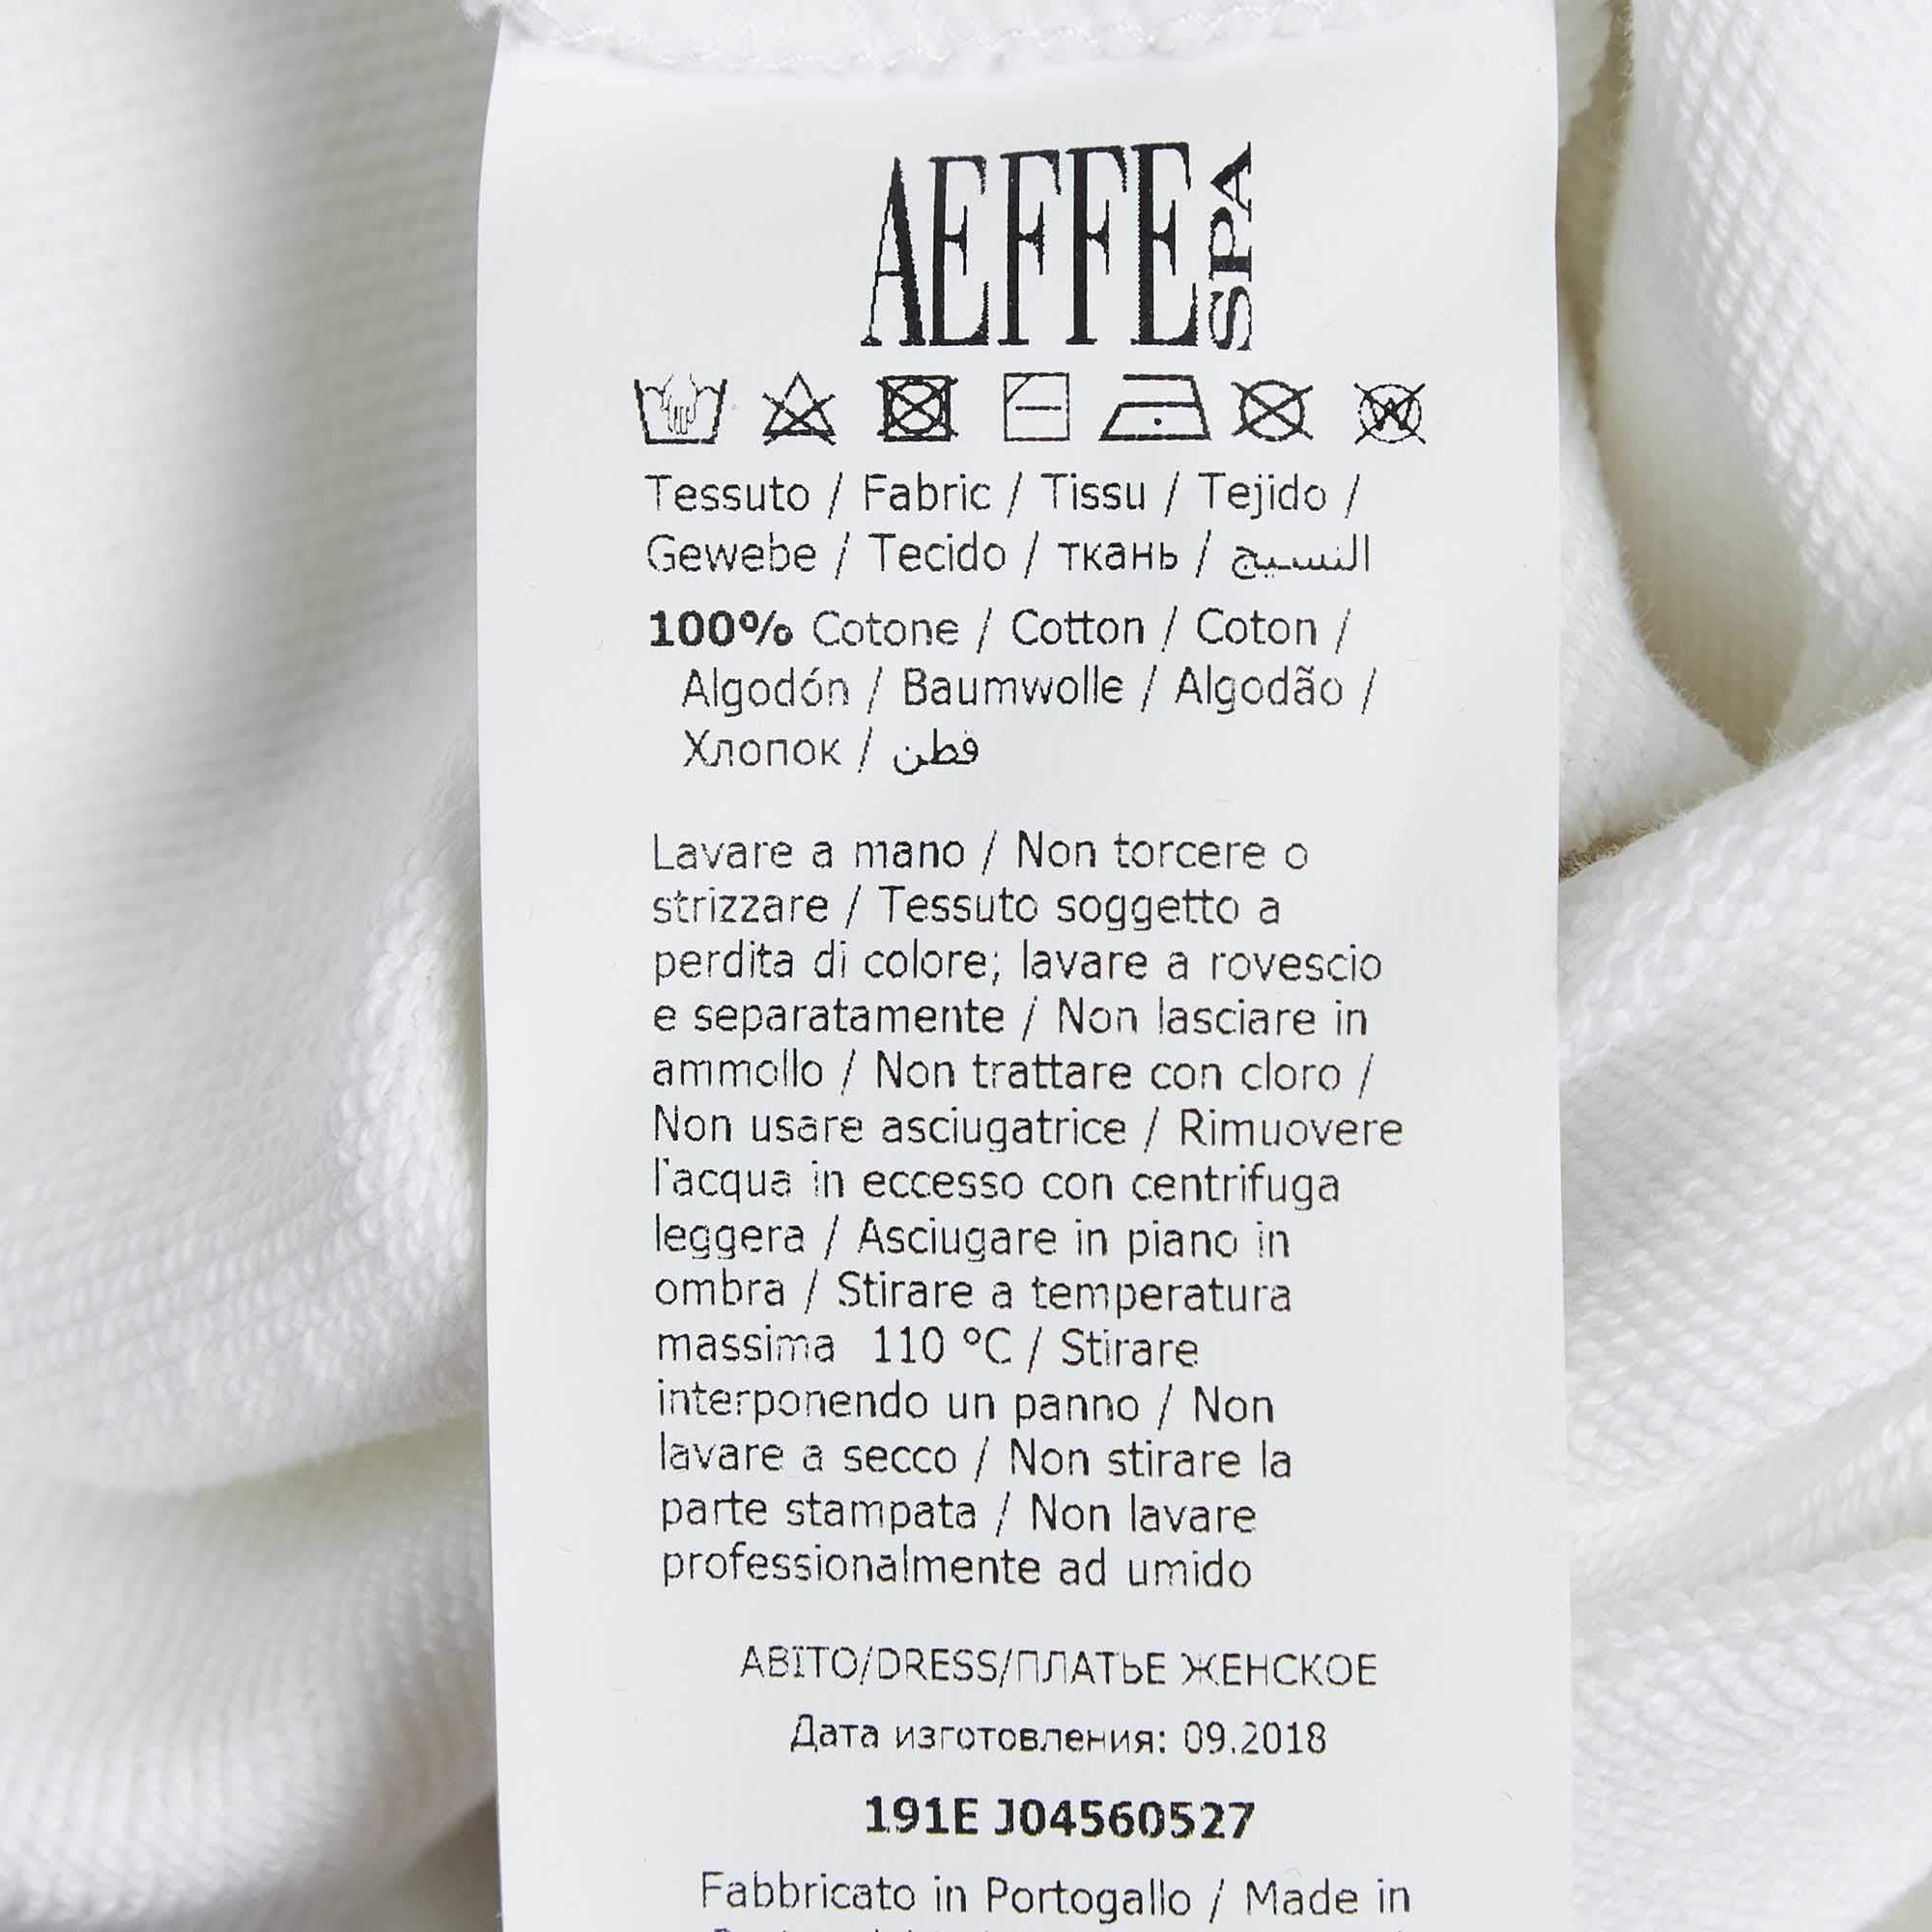 AEFFE SPA
Tessuto / Fabric / Tissu / Tejido /
Gewebe / Tecido / ткань / النسيج
100% Cotone / Cotton / Coton /
Algodón / Baumwolle / Algodão /
Хлопок / قطن
Lavare a mano / Non torcere o
strizzare / Tessuto soggetto a
perdita di colore; lavare a rovescio
e separatamente / Non lasciare in
ammollo / Non trattare con cloro /
Non usare asciugatrice / Rimuovere
l'acqua in eccesso con centrifuga
leggera / Asciugare in piano in
ombra / Stirare a temperatura
massima 110 °C / Stirare
interponendo un panno / Non
lavare a secco / Non stirare la
parte stampata / Non lavare
professionalmente ad umido
ABÏTO/DRESS/ПЛАТЬЕ ЖЕНСКОЕ
Дата изготовления: 09.2018
191E J04560527
Fabbricato in Portogallo / Made in